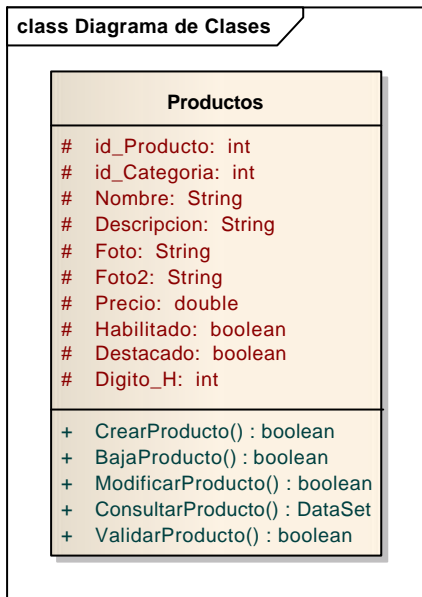 class Diagrama de Clases
Productos
# id_Producto: int
# id_Categoria: int
# Nombre: String
# Descripcion: String
# Foto: String
# Foto2: String
# Precio: double
# Habilitado: boolean
# Destacado: boolean
# Digito_H: int
+ CrearProducto() : boolean
+ BajaProducto() : boolean
+ ModificarProducto() : boolean
+ ConsultarProducto() : DataSet
+ ValidarProducto() : boolean